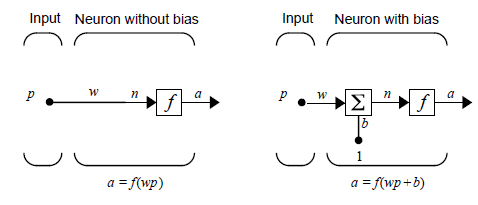 Input Neuron without bias
p w n f a
a = f(wp)
Input Neuron with bias
p w Σ n f a
b
1
a = f(wp+b)